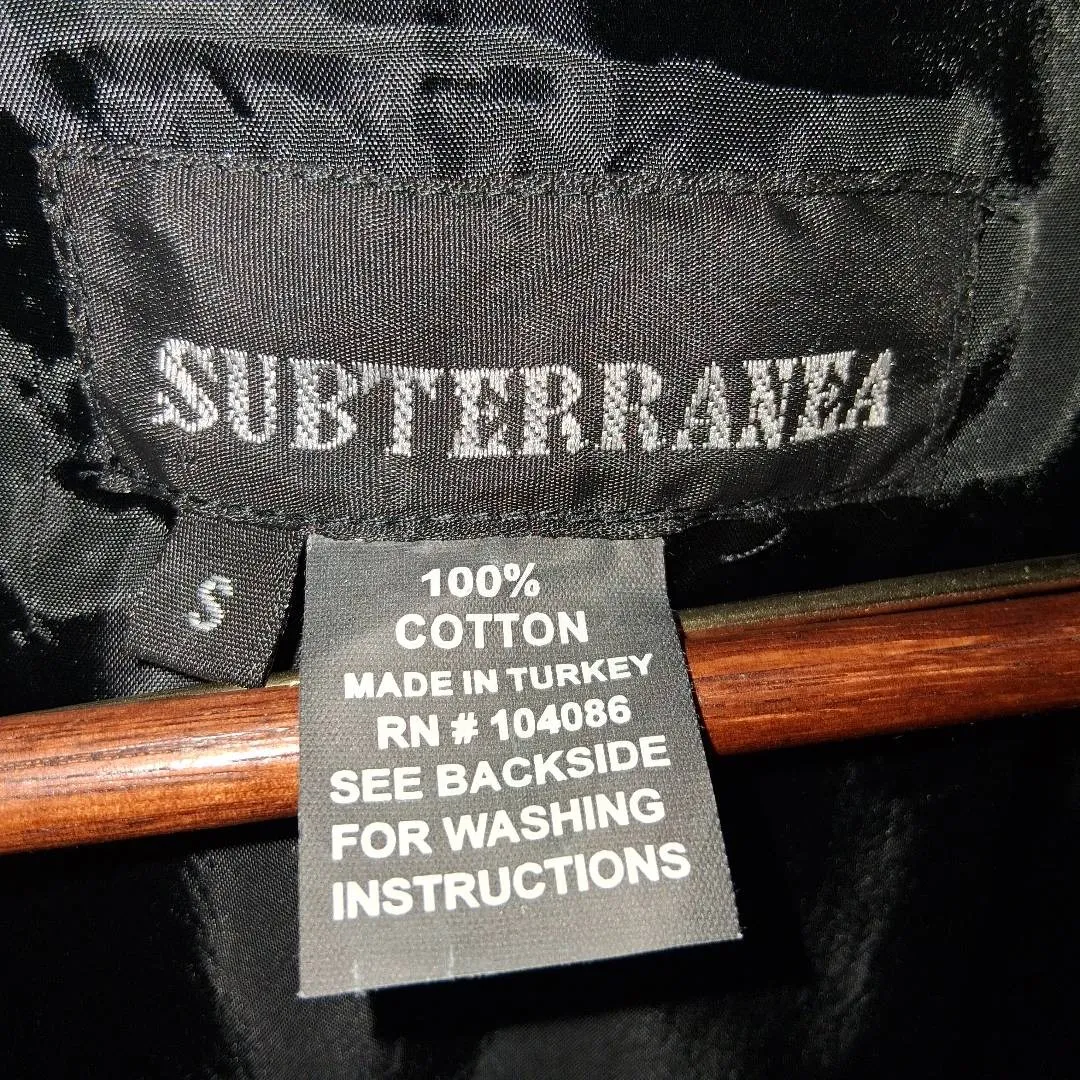 SUBTERRANEA
S
100%
COTTON
MADE IN TURKEY
RN # 104086
SEE BACKSIDE
FOR WASHING
INSTRUCTIONS